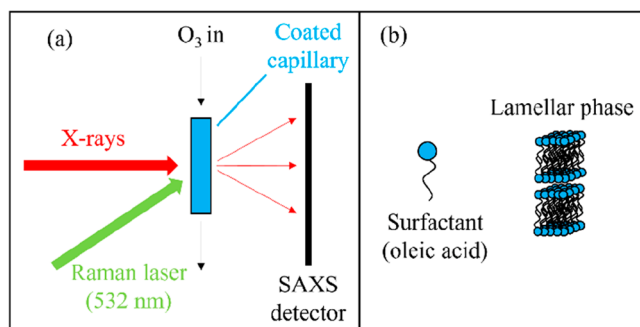 (a)
O₃ in
Coated
capillary
X-rays
Raman laser
(532 nm)
SAXS
detector
(b)
Lamellar phase
Surfactant
(oleic acid)